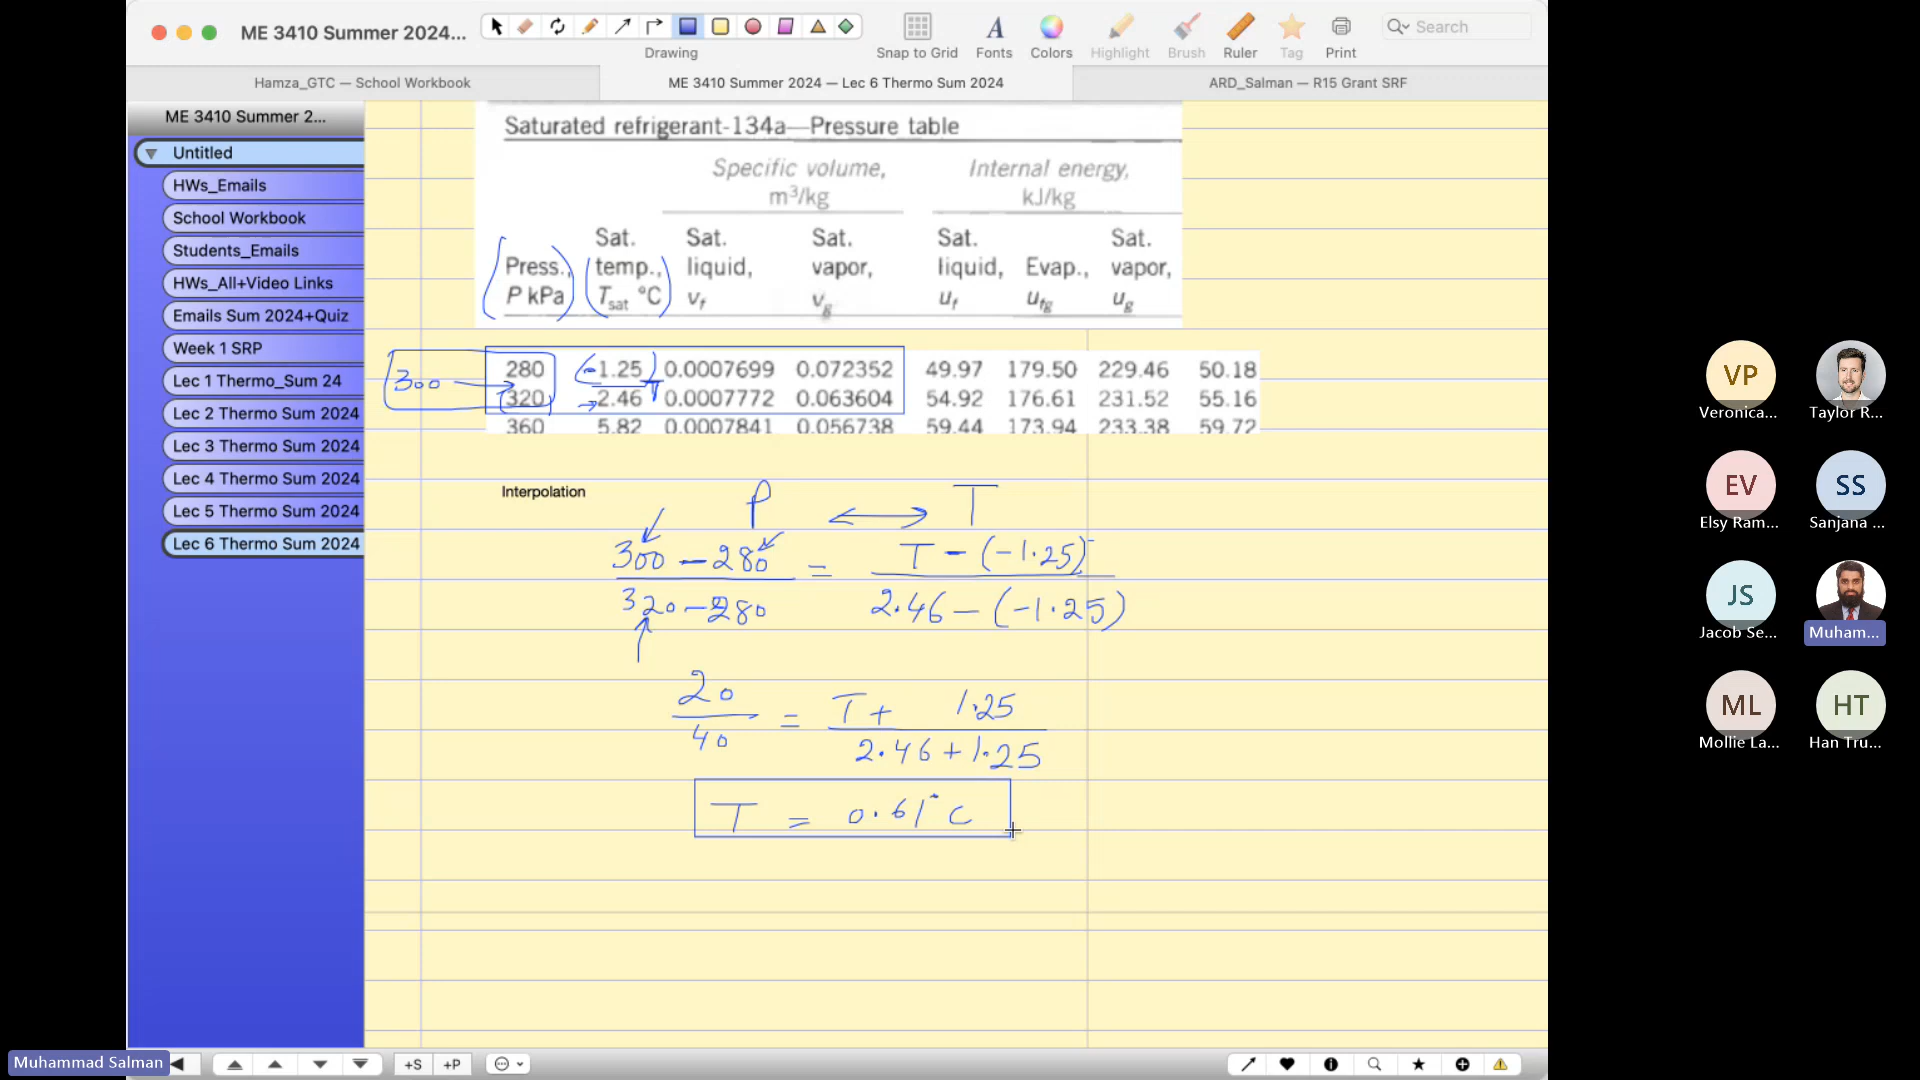 ME 3410 Summer 2024...
Drawing
Snap to Grid Fonts Colors Highlight Brush Ruler Tag Print
Search
Hamza_GTC — School Workbook
ME 3410 Summer 2024 — Lec 6 Thermo Sum 2024
ARD_Salman — R15 Grant SRF
ME 3410 Summer 2...
Untitled
HWs_Emails
School Workbook
Students_Emails
HWs_All+Video Links
Emails Sum 2024+Quiz
Week 1 SRP
Lec 1 Thermo_Sum 24
Lec 2 Thermo Sum 2024
Lec 3 Thermo Sum 2024
Lec 4 Thermo Sum 2024
Lec 5 Thermo Sum 2024
Lec 6 Thermo Sum 2024
Saturated refrigerant-134a—Pressure table
Specific volume, Internal energy,
m³/kg kJ/kg
Sat. Sat. Sat. Sat. Sat.
Press., temp., liquid, vapor, liquid, Evap., vapor,
P kPa Tsat °C vf vg uf ufg ug
280 -1.25 0.0007699 0.072352 49.97 179.50 229.46 50.18
300
320 2.46 0.0007772 0.063604 54.92 176.61 231.52 55.16
360 5.82 0.0007841 0.056738 59.44 173.94 233.38 59.72
Interpolation
P T
300 - 280 = T - (-1.25)
320 - 280 2.46 - (-1.25)
20 = T + 1.25
40 2.46 + 1.25
T = 0.61°C
+S +P
VP
Veronica...
Taylor R...
EV
Elsy Ram...
SS
Sanjana ...
JS
Jacob Se...
Muham...
ML
Mollie La...
HT
Han Tru...
Muhammad Salman